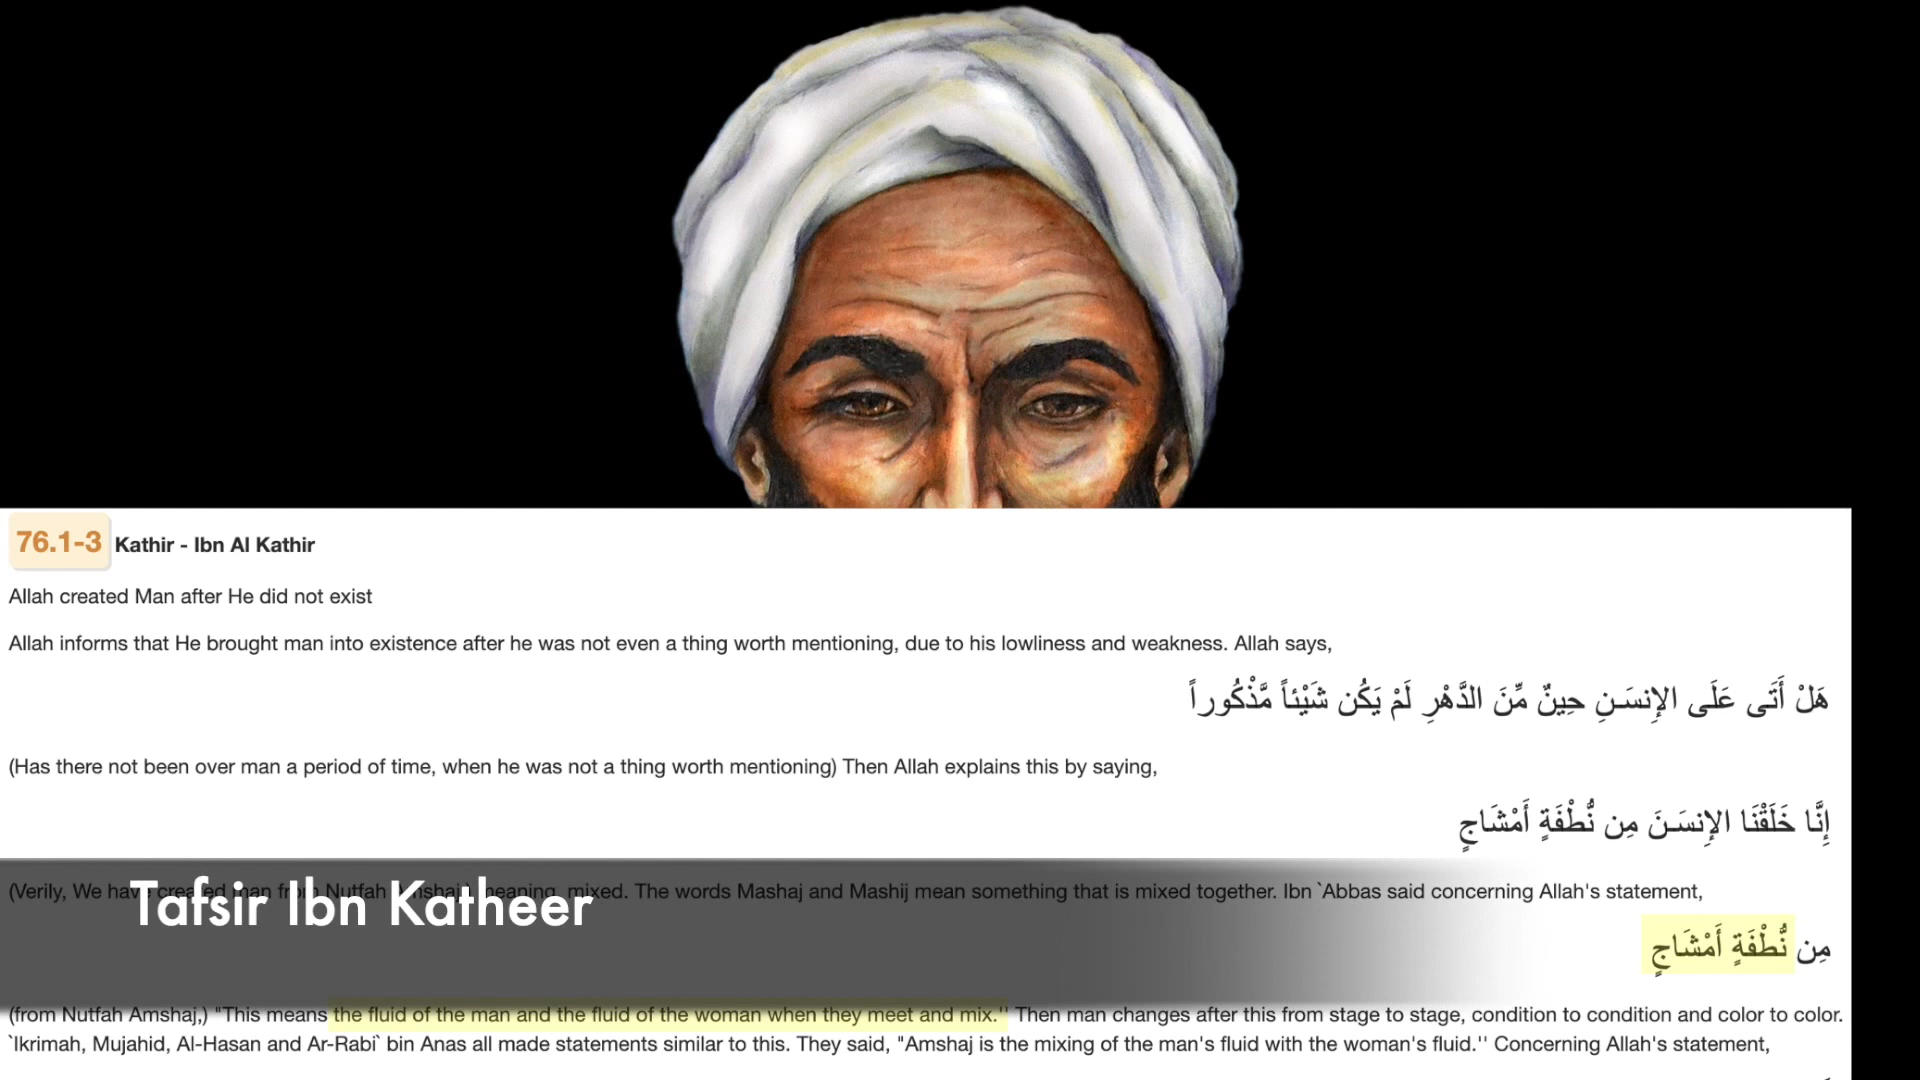 76.1-3 Kathir - Ibn Al Kathir
Allah created Man after He did not exist
Allah informs that He brought man into existence after he was not even a thing worth mentioning, due to his lowliness and weakness. Allah says,
هَلْ أَتَى عَلَى الإِنسَـنِ حِينٌ مِّنَ الدَّهْرِ لَمْ يَكُن شَيْئاً مَّذْكُوراً
(Has there not been over man a period of time, when he was not a thing worth mentioning) Then Allah explains this by saying,
إِنَّا خَلَقْنَا الإِنسَـنَ مِن نُّطْفَةٍ أَمْشَاجٍ
(Verily, We have created man from Nutfah Amshaj,) meaning, mixed. The words Mashaj and Mashij mean something that is mixed together. Ibn `Abbas said concerning Allah's statement,
Tafsir Ibn Katheer
مِن نُّطْفَةٍ أَمْشَاجٍ
(from Nutfah Amshaj,) "This means the fluid of the man and the fluid of the woman when they meet and mix.'' Then man changes after this from stage to stage, condition to condition and color to color.
`Ikrimah, Mujahid, Al-Hasan and Ar-Rabi` bin Anas all made statements similar to this. They said, "Amshaj is the mixing of the man's fluid with the woman's fluid.'' Concerning Allah's statement,